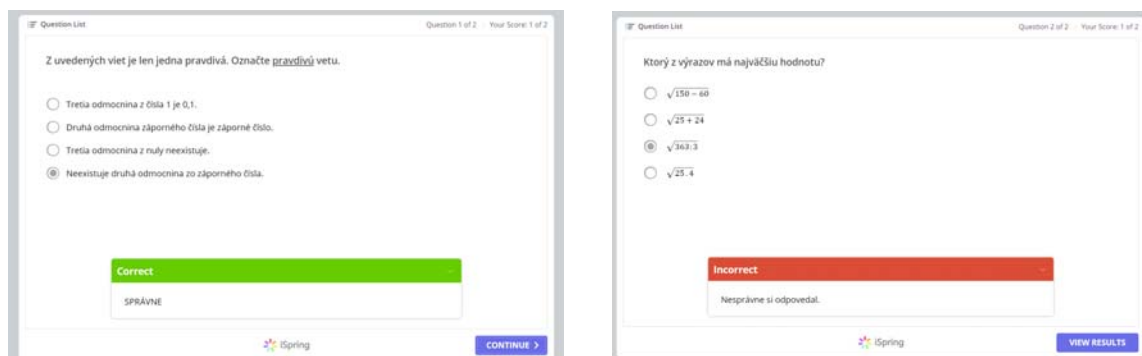 Question List
Question 1 of 2 Your Score: 1 of 2
Z uvedených viet je len jedna pravdivá. Označte pravdivú vetu.
Tretia odmocnina z čísla 1 je 0,1.
Druhá odmocnina záporného čísla je záporné číslo.
Tretia odmocnina z nuly neexistuje.
Neexistuje druhá odmocnina zo záporného čísla.
Correct
SPRÁVNE
iSpring
CONTINUE >
Question List
Question 2 of 2 Your Score: 1 of 2
Ktorý z výrazov má najväčšiu hodnotu?
√150 − 60
√25 + 24
√363:3
√25 . 4
Incorrect
Nesprávne si odpovedal.
iSpring
VIEW RESULTS